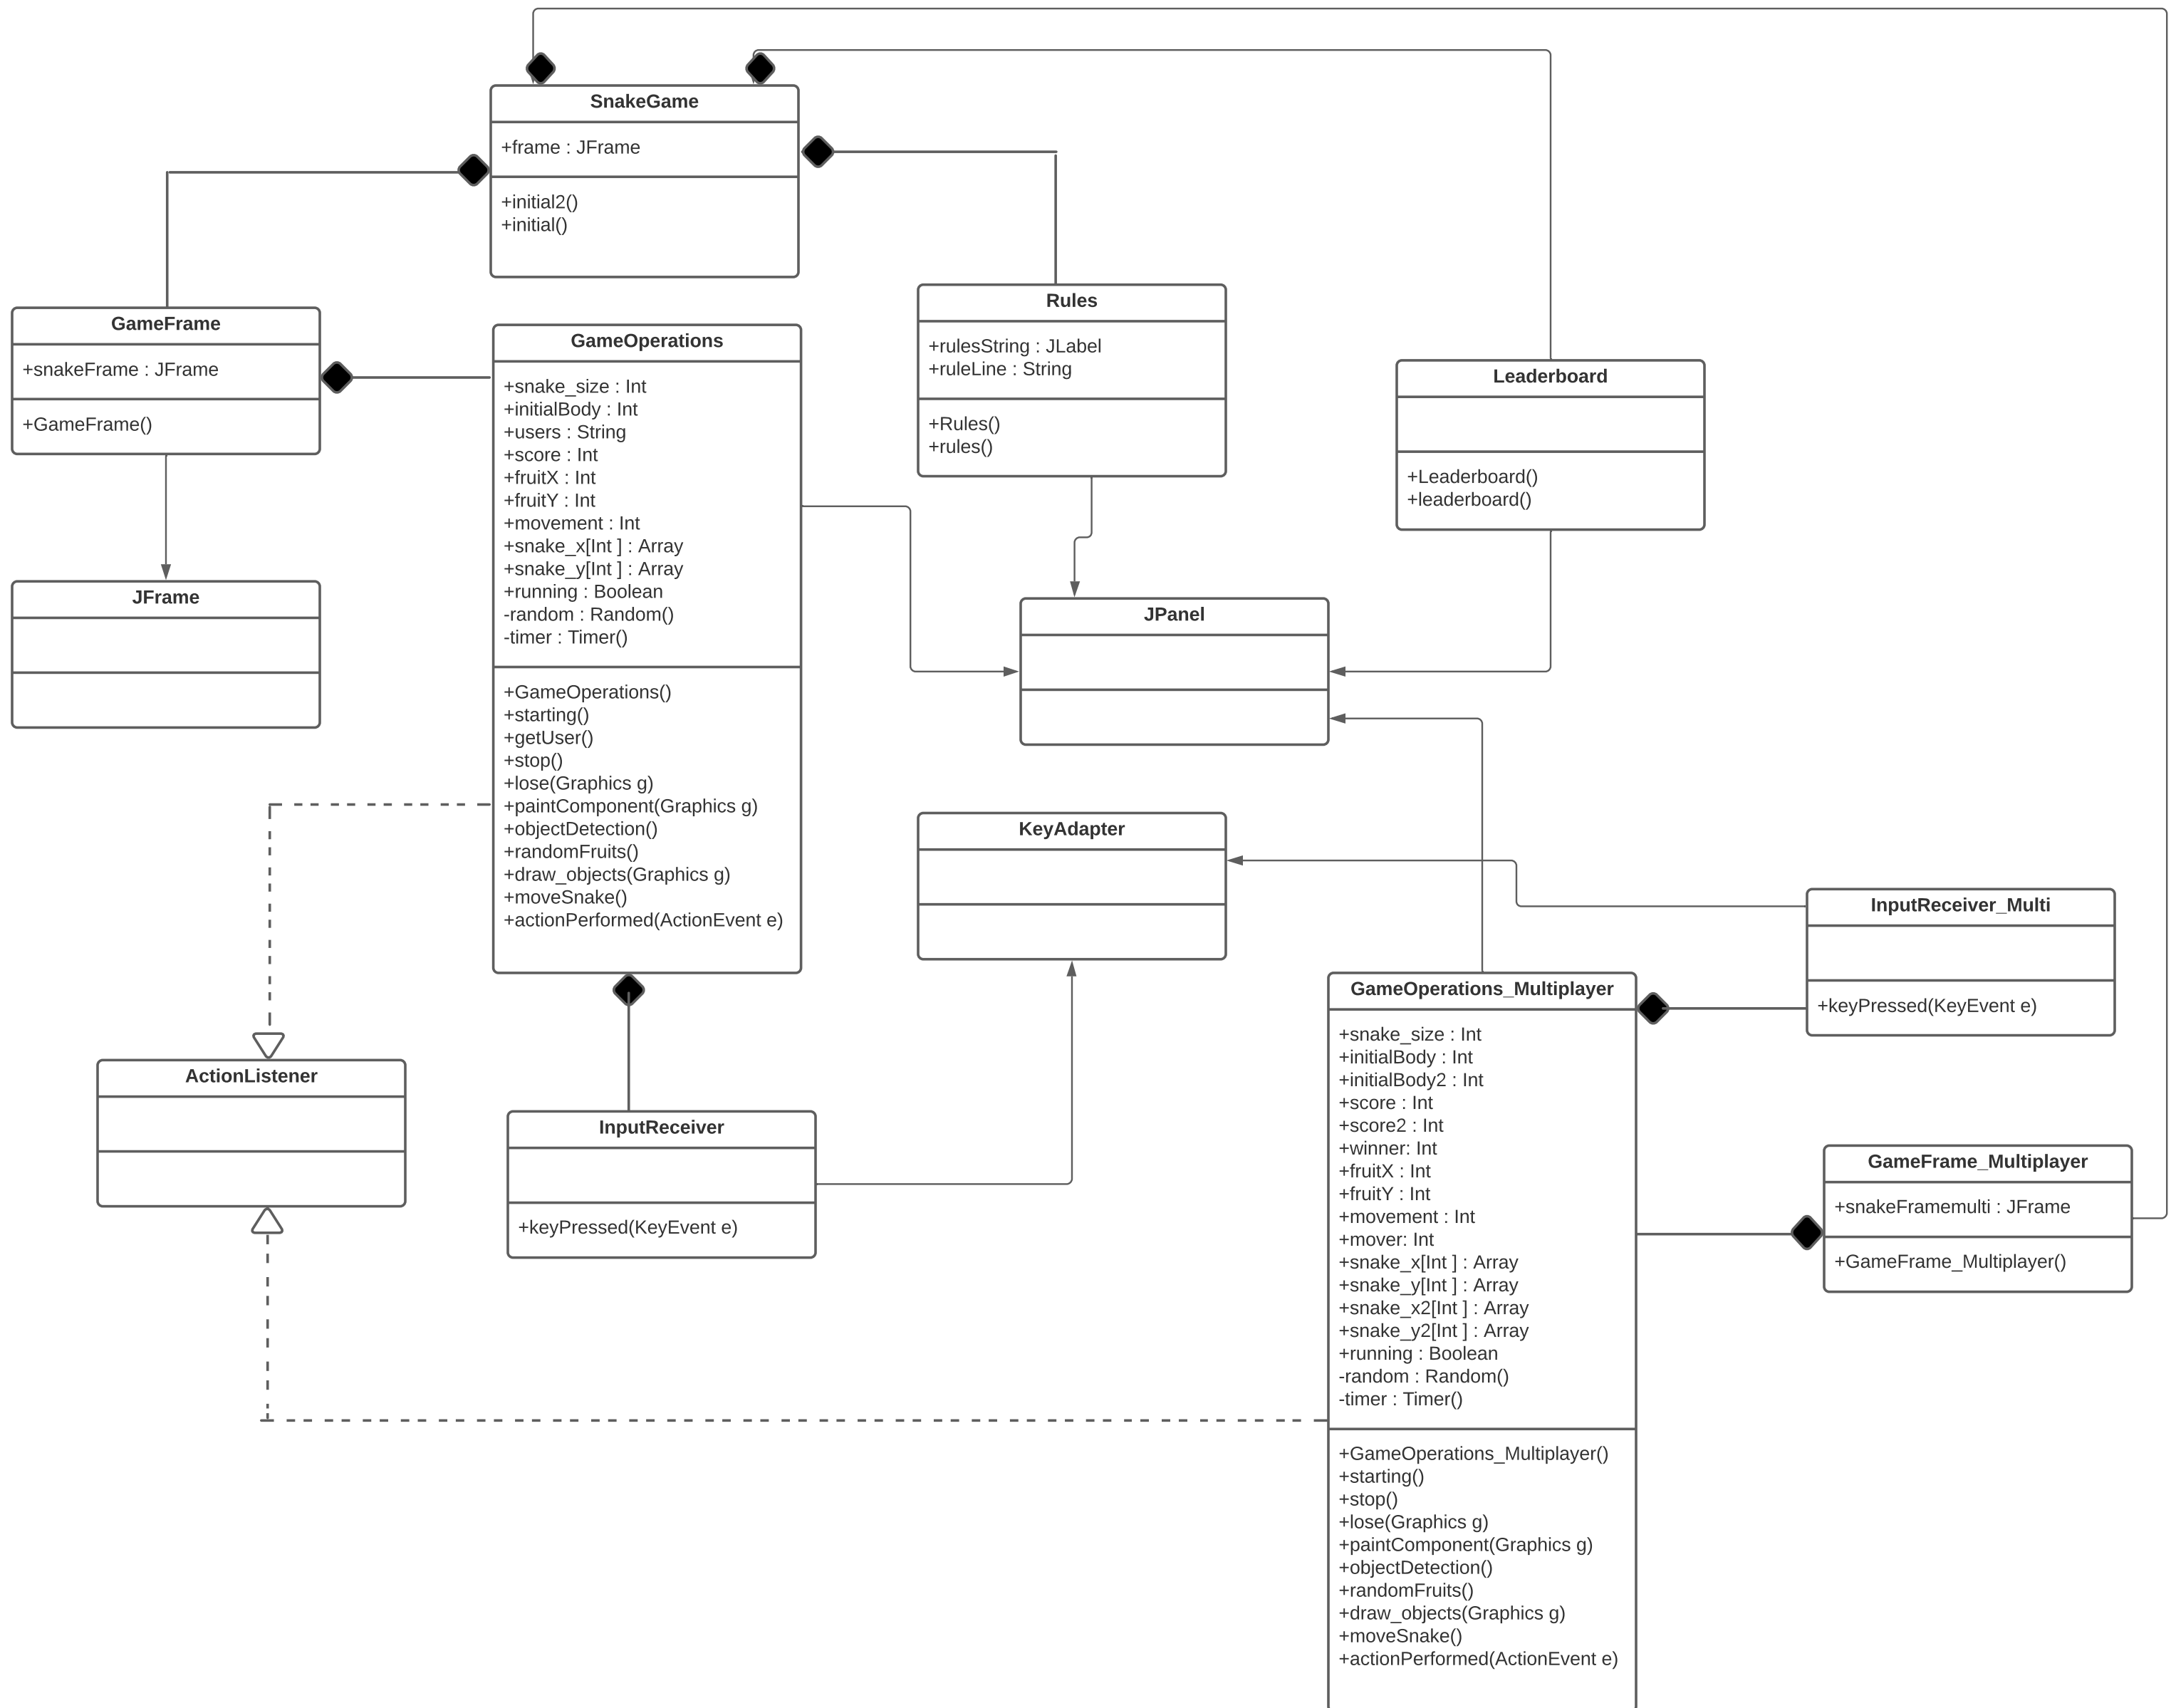 SnakeGame
+frame : JFrame
+initial2()
+initial()
GameFrame
+snakeFrame : JFrame
+GameFrame()
GameOperations
+snake_size : Int
+initialBody : Int
+users : String
+score : Int
+fruitX : Int
+fruitY : Int
+movement : Int
+snake_x[Int ] : Array
+snake_y[Int ] : Array
+running : Boolean
-random : Random()
-timer : Timer()
+GameOperations()
+starting()
+getUser()
+stop()
+lose(Graphics g)
+paintComponent(Graphics g)
+objectDetection()
+randomFruits()
+draw_objects(Graphics g)
+moveSnake()
+actionPerformed(ActionEvent e)
Rules
+rulesString : JLabel
+ruleLine : String
+Rules()
+rules()
Leaderboard
+Leaderboard()
+leaderboard()
JFrame
JPanel
KeyAdapter
InputReceiver_Multi
+keyPressed(KeyEvent e)
ActionListener
InputReceiver
+keyPressed(KeyEvent e)
GameOperations_Multiplayer
+snake_size : Int
+initialBody : Int
+initialBody2 : Int
+score : Int
+score2 : Int
+winner: Int
+fruitX : Int
+fruitY : Int
+movement : Int
+mover: Int
+snake_x[Int ] : Array
+snake_y[Int ] : Array
+snake_x2[Int ] : Array
+snake_y2[Int ] : Array
+running : Boolean
-random : Random()
-timer : Timer()
+GameOperations_Multiplayer()
+starting()
+stop()
+lose(Graphics g)
+paintComponent(Graphics g)
+objectDetection()
+randomFruits()
+draw_objects(Graphics g)
+moveSnake()
+actionPerformed(ActionEvent e)
GameFrame_Multiplayer
+snakeFramemulti : JFrame
+GameFrame_Multiplayer()